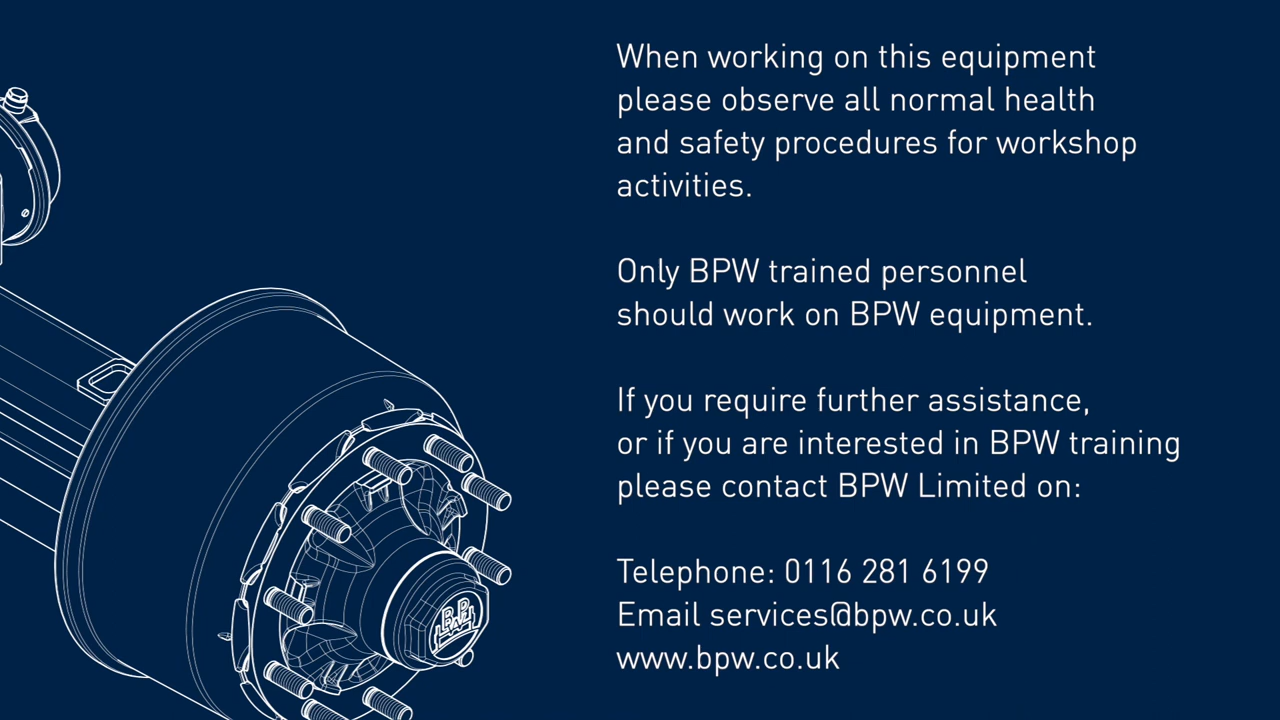 When working on this equipment
please observe all normal health
and safety procedures for workshop
activities.
Only BPW trained personnel
should work on BPW equipment.
If you require further assistance,
or if you are interested in BPW training
please contact BPW Limited on:
Telephone: 0116 281 6199
Email services@bpw.co.uk
www.bpw.co.uk